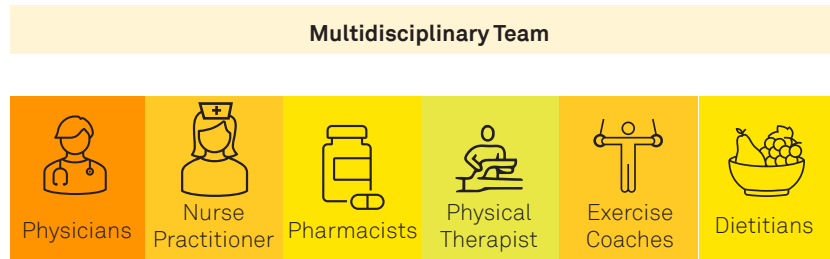 Multidisciplinary Team
Physicians
Nurse
Practitioner
Pharmacists
Physical
Therapist
Exercise
Coaches
Dietitians